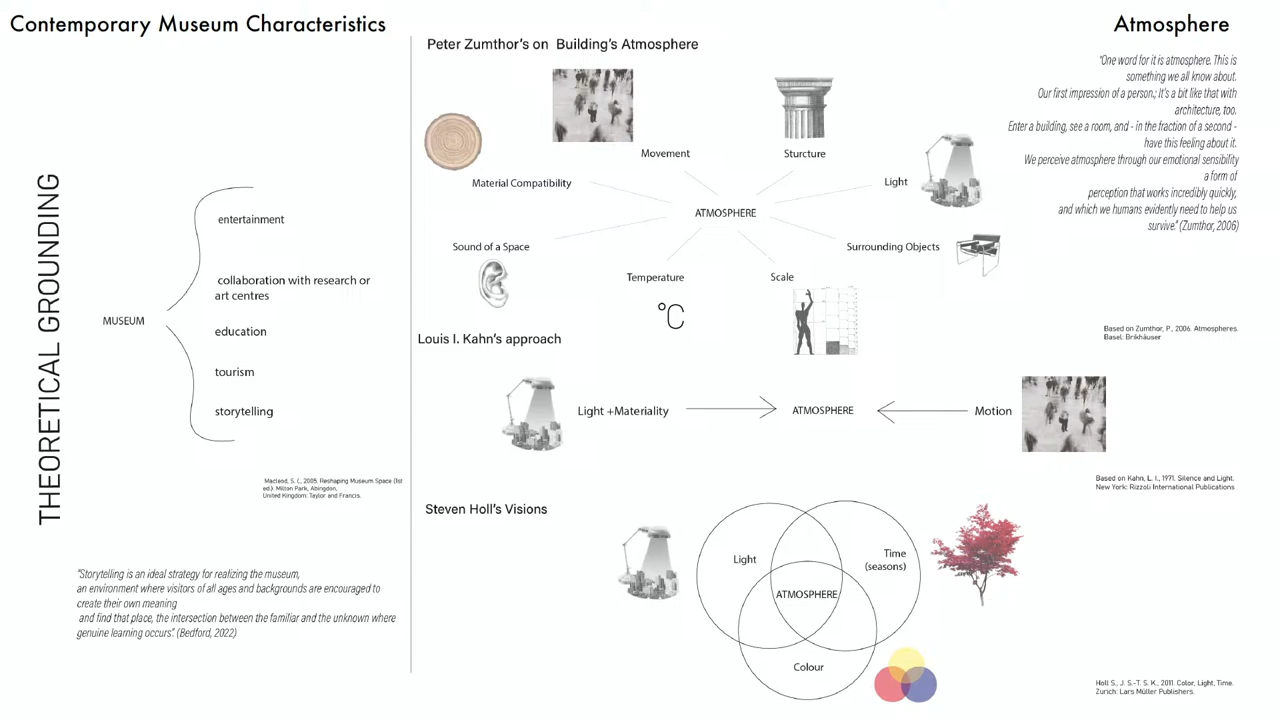 Contemporary Museum Characteristics
THEORETICAL GROUNDING
MUSEUM
entertainment
collaboration with research or
art centres
education
tourism
storytelling
Macleod, S. (., 2005. Reshaping Museum Space (1st
ed.). Milton Park, Abingdon,
United Kingdom: Taylor and Francis.
"Storytelling is an ideal strategy for realizing the museum,
an environment where visitors of all ages and backgrounds are encouraged to
create their own meaning
and find that place, the intersection between the familiar and the unknown where
genuine learning occurs." (Bedford, 2022)
Peter Zumthor's on Building's Atmosphere
Movement
Sturcture
Material Compatibility
Light
ATMOSPHERE
Sound of a Space
Surrounding Objects
Temperature
Scale
°C
Louis I. Kahn's approach
Light +Materiality
ATMOSPHERE
Motion
Steven Holl's Visions
Light
Time
(seasons)
ATMOSPHERE
Colour
Atmosphere
"One word for it is atmosphere. This is
something we all know about.
Our first impression of a person.; It's a bit like that with
architecture, too.
Enter a building, see a room, and - in the fraction of a second -
have this feeling about it.
We perceive atmosphere through our emotional sensibility
a form of
perception that works incredibly quickly,
and which we humans evidently need to help us
survive." (Zumthor, 2006)
Based on Zumthor, P., 2006. Atmospheres.
Basel: Brikhäuser
Based on Kahn, L. I., 1971. Silence and Light.
New York: Rizzoli International Publications.
Holl S., J. S.-T. S. K., 2011. Color, Light, Time.
Zurich: Lars Müller Publishers.